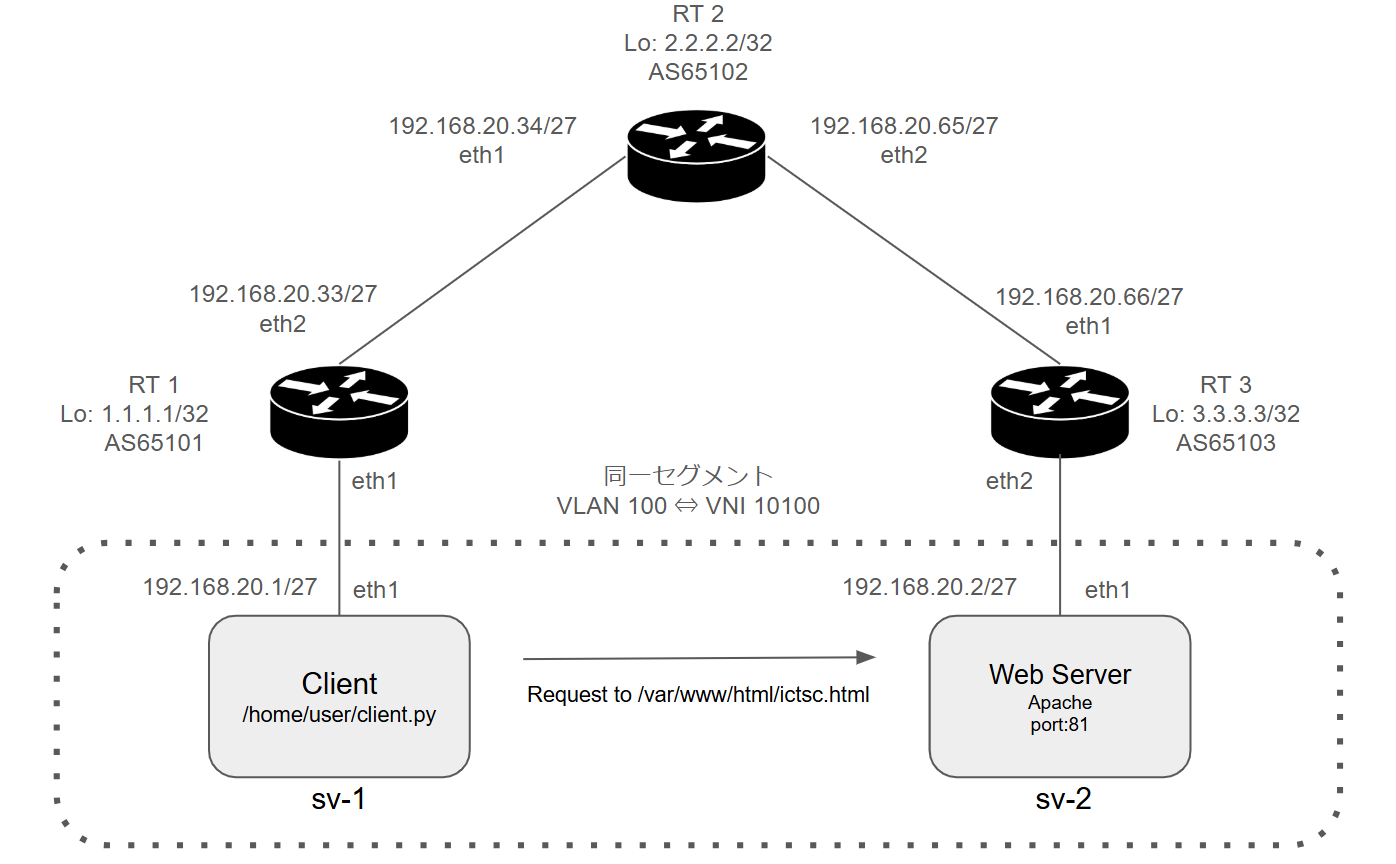 RT 2
Lo: 2.2.2.2/32
AS65102
192.168.20.34/27
eth1
192.168.20.65/27
eth2
192.168.20.33/27
eth2
192.168.20.66/27
eth1
RT 1
Lo: 1.1.1.1/32
AS65101
RT 3
Lo: 3.3.3.3/32
AS65103
eth1
同一セグメント
VLAN 100 ⇔ VNI 10100
eth2
192.168.20.1/27
eth1
192.168.20.2/27
eth1
Client
/home/user/client.py
Request to /var/www/html/ictsc.html
Web Server
Apache
port:81
sv-1
sv-2